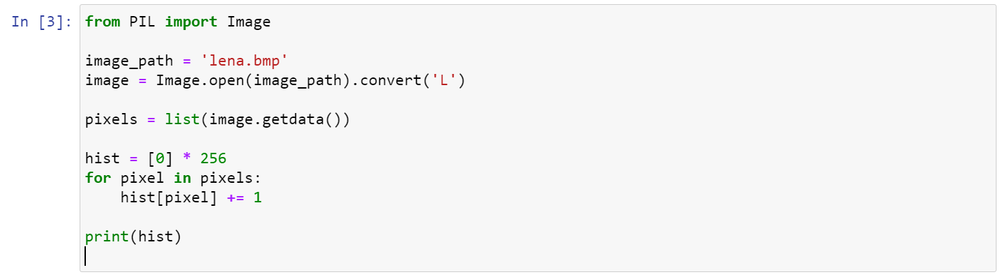 In [3]:
from PIL import Image
image_path = 'lena.bmp'
image = Image.open(image_path).convert('L')
pixels = list(image.getdata())
hist = [0] * 256
for pixel in pixels:
    hist[pixel] += 1
print(hist)